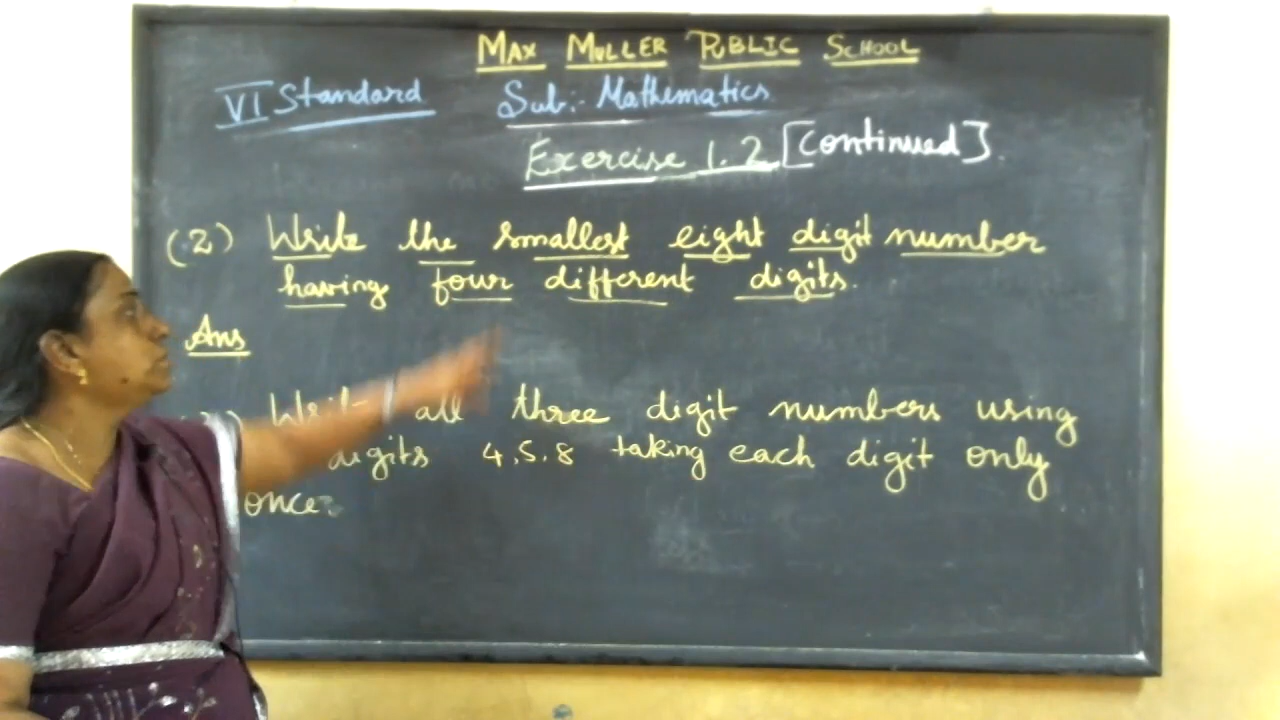 MAX MULLER PUBLIC SCHOOL
VI Standard Sub:- Mathematics
Exercise 1.2 [Continued].
(2) Write the smallest eight digit number
having four different digits.
Ans
Write all three digit numbers using
digits 4,5,8 taking each digit only
once